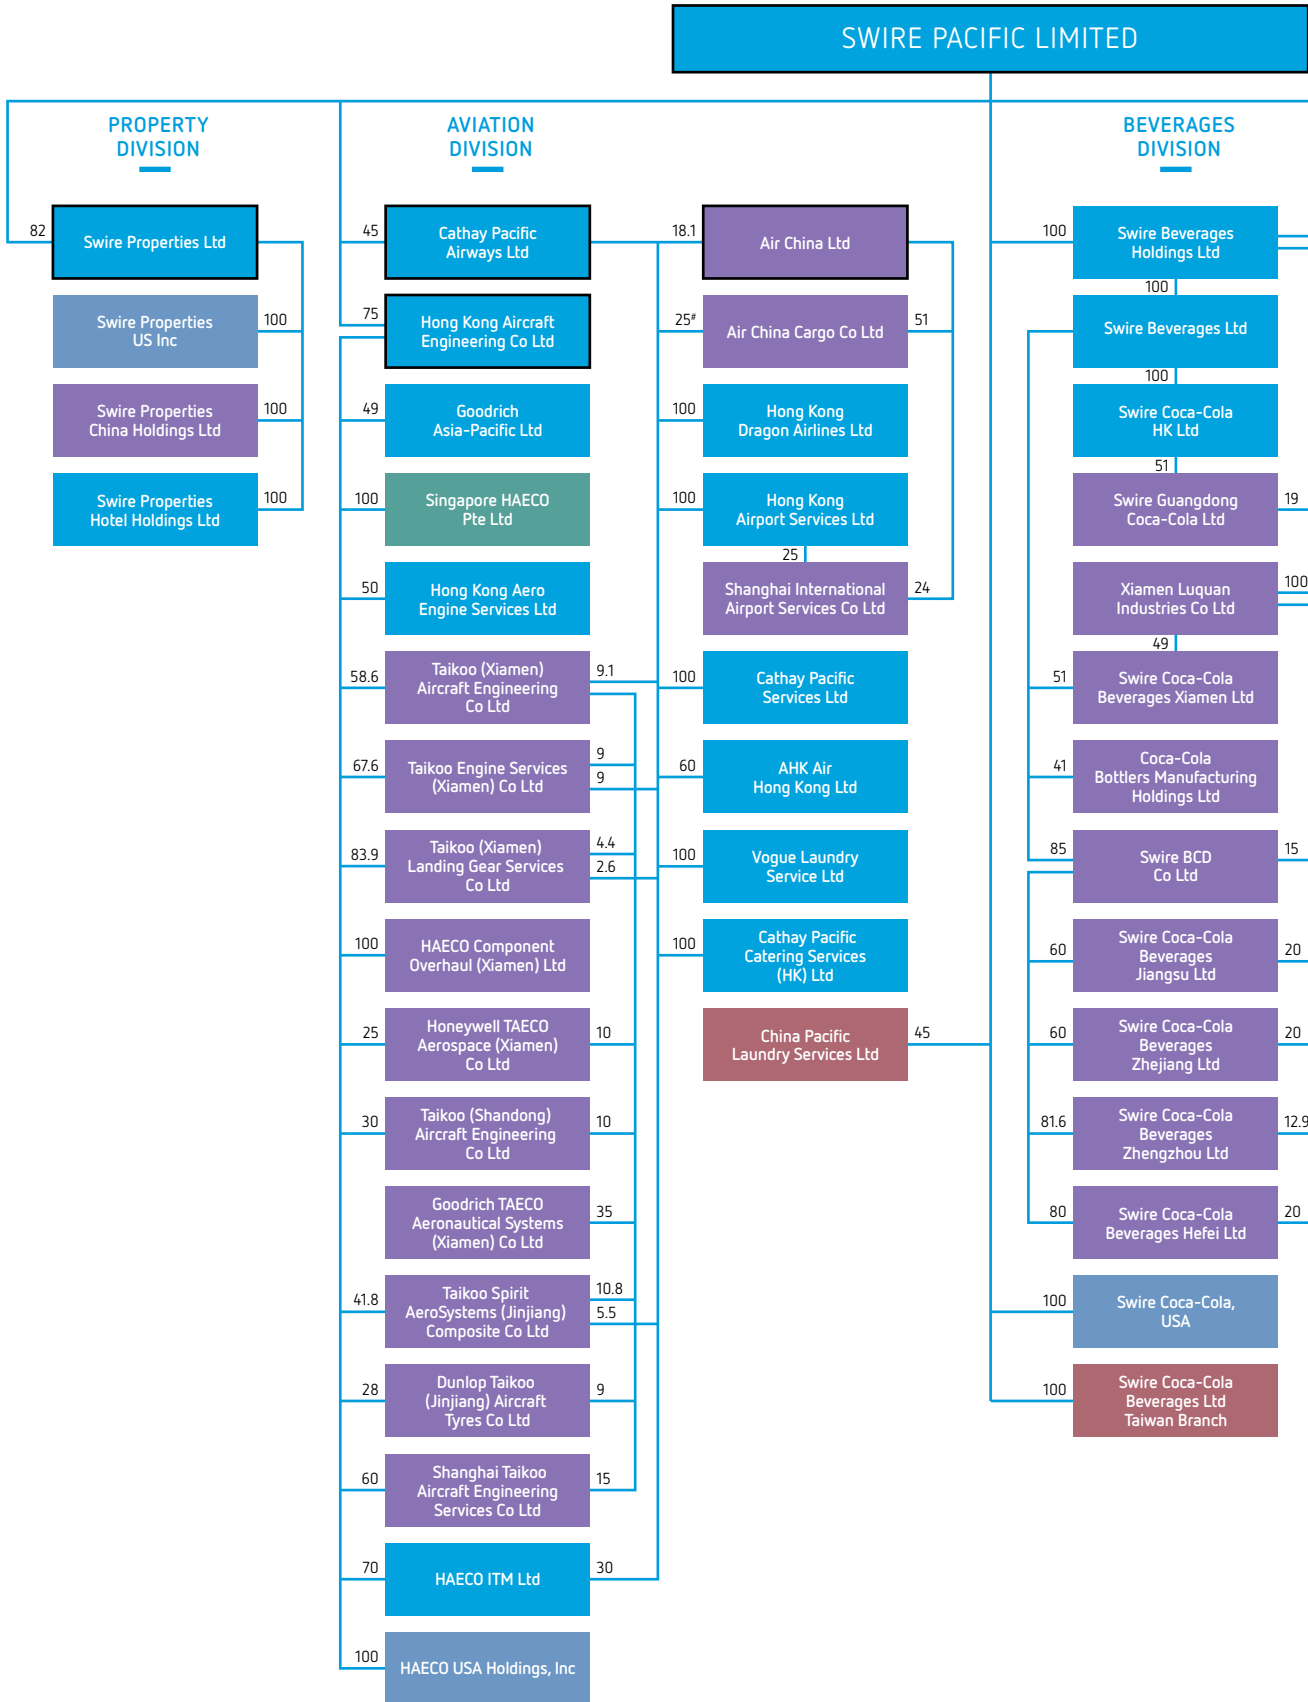 SWIRE PACIFIC LIMITED
PROPERTY
DIVISION
82
Swire Properties Ltd
Swire Properties
US Inc
100
Swire Properties
China Holdings Ltd
100
Swire Properties
Hotel Holdings Ltd
100
AVIATION
DIVISION
45
Cathay Pacific
Airways Ltd
75
Hong Kong Aircraft
Engineering Co Ltd
49
Goodrich
Asia-Pacific Ltd
100
Singapore HAECO
Pte Ltd
50
Hong Kong Aero
Engine Services Ltd
58.6
Taikoo (Xiamen)
Aircraft Engineering
Co Ltd
9.1
67.6
Taikoo Engine Services
(Xiamen) Co Ltd
9
9
83.9
Taikoo (Xiamen)
Landing Gear Services
Co Ltd
4.4
2.6
100
HAECO Component
Overhaul (Xiamen) Ltd
25
Honeywell TAECO
Aerospace (Xiamen)
Co Ltd
10
30
Taikoo (Shandong)
Aircraft Engineering
Co Ltd
10
Goodrich TAECO
Aeronautical Systems
(Xiamen) Co Ltd
35
41.8
Taikoo Spirit
AeroSystems (Jinjiang)
Composite Co Ltd
10.8
5.5
28
Dunlop Taikoo
(Jinjiang) Aircraft
Tyres Co Ltd
9
60
Shanghai Taikoo
Aircraft Engineering
Services Co Ltd
15
70
HAECO ITM Ltd
30
100
HAECO USA Holdings, Inc
18.1
Air China Ltd
25#
Air China Cargo Co Ltd
51
100
Hong Kong
Dragon Airlines Ltd
100
Hong Kong
Airport Services Ltd
25
Shanghai International
Airport Services Co Ltd
24
100
Cathay Pacific
Services Ltd
60
AHK Air
Hong Kong Ltd
100
Vogue Laundry
Service Ltd
100
Cathay Pacific
Catering Services
(HK) Ltd
China Pacific
Laundry Services Ltd
45
BEVERAGES
DIVISION
100
Swire Beverages
Holdings Ltd
100
Swire Beverages Ltd
100
Swire Coca-Cola
HK Ltd
51
Swire Guangdong
Coca-Cola Ltd
19
Xiamen Luquan
Industries Co Ltd
100
49
51
Swire Coca-Cola
Beverages Xiamen Ltd
41
Coca-Cola
Bottlers Manufacturing
Holdings Ltd
85
Swire BCD
Co Ltd
15
60
Swire Coca-Cola
Beverages
Jiangsu Ltd
20
60
Swire Coca-Cola
Beverages
Zhejiang Ltd
20
81.6
Swire Coca-Cola
Beverages
Zhengzhou Ltd
12.9
80
Swire Coca-Cola
Beverages Hefei Ltd
20
100
Swire Coca-Cola,
USA
100
Swire Coca-Cola
Beverages Ltd
Taiwan Branch